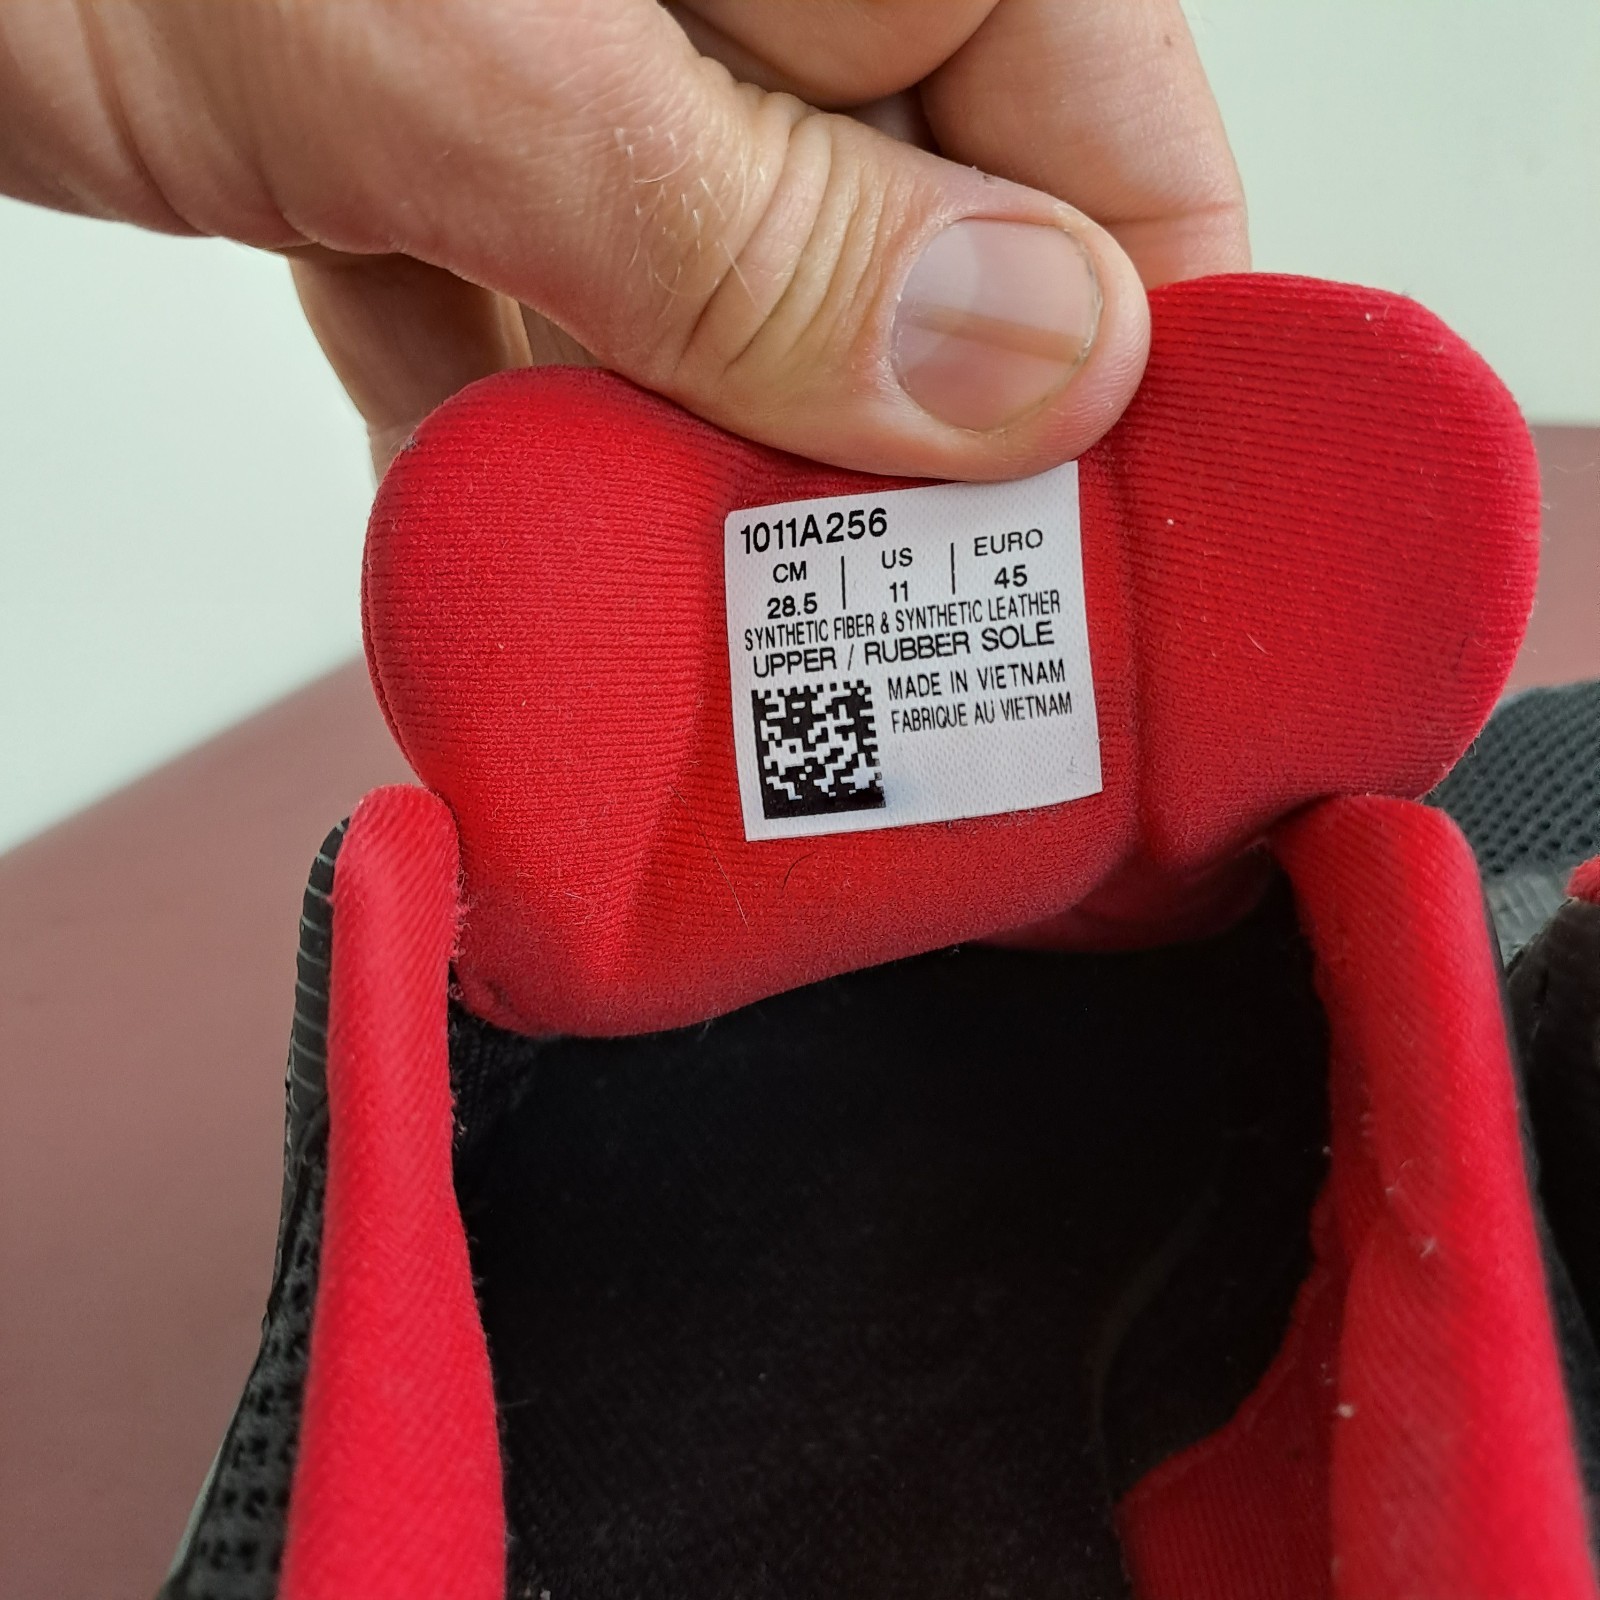 1011A256
CM | US | EURO
28.5 | 11 | 45
SYNTHETIC FIBER & SYNTHETIC LEATHER
UPPER / RUBBER SOLE
MADE IN VIETNAM
FABRIQUE AU VIETNAM